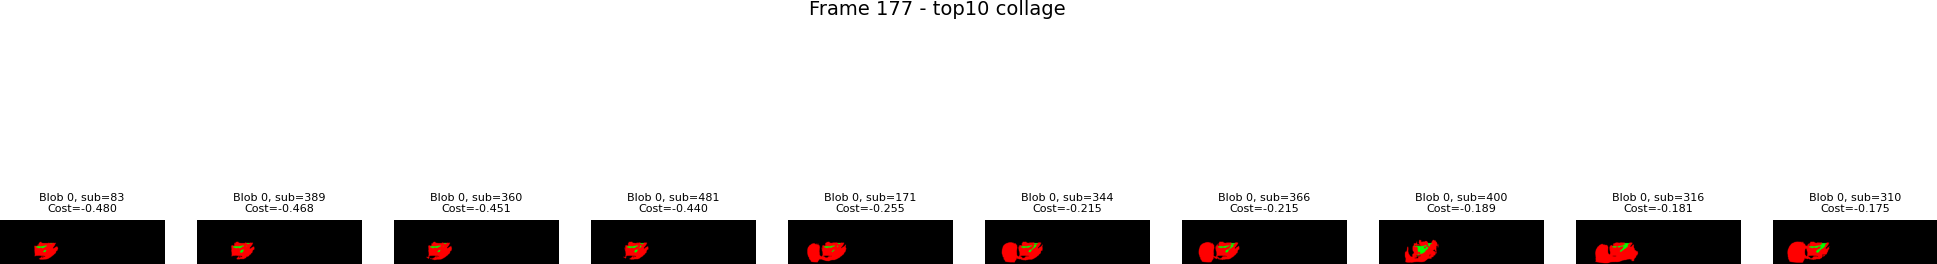 Frame 177 - top10 collage
Blob 0, sub=83
Cost=-0.480
Blob 0, sub=389
Cost=-0.468
Blob 0, sub=360
Cost=-0.451
Blob 0, sub=481
Cost=-0.440
Blob 0, sub=171
Cost=-0.255
Blob 0, sub=344
Cost=-0.215
Blob 0, sub=366
Cost=-0.215
Blob 0, sub=400
Cost=-0.189
Blob 0, sub=316
Cost=-0.181
Blob 0, sub=310
Cost=-0.175